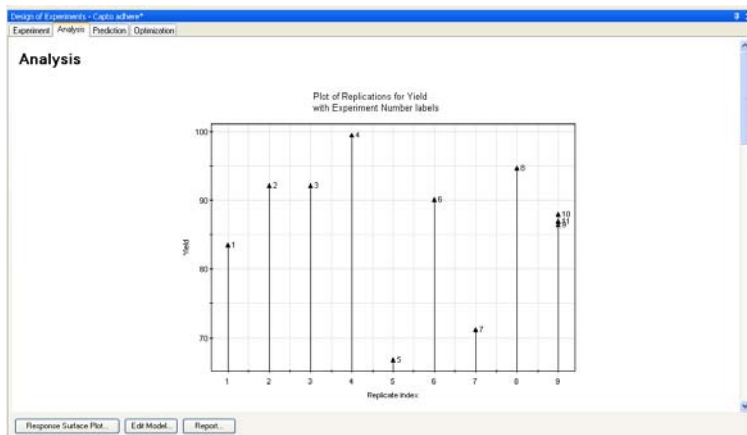 Design of Experiments - Capto adhere*
Experiment Analysis Prediction Optimization
Analysis
Plot of Replications for Yield
with Experiment Number labels
100
90
80
70
Yield
1
2
3
4
5
6
7
8
10
11
9
1 2 3 4 5 6 7 8 9
Replicate Index
Response Surface Plot... Edit Model... Report...